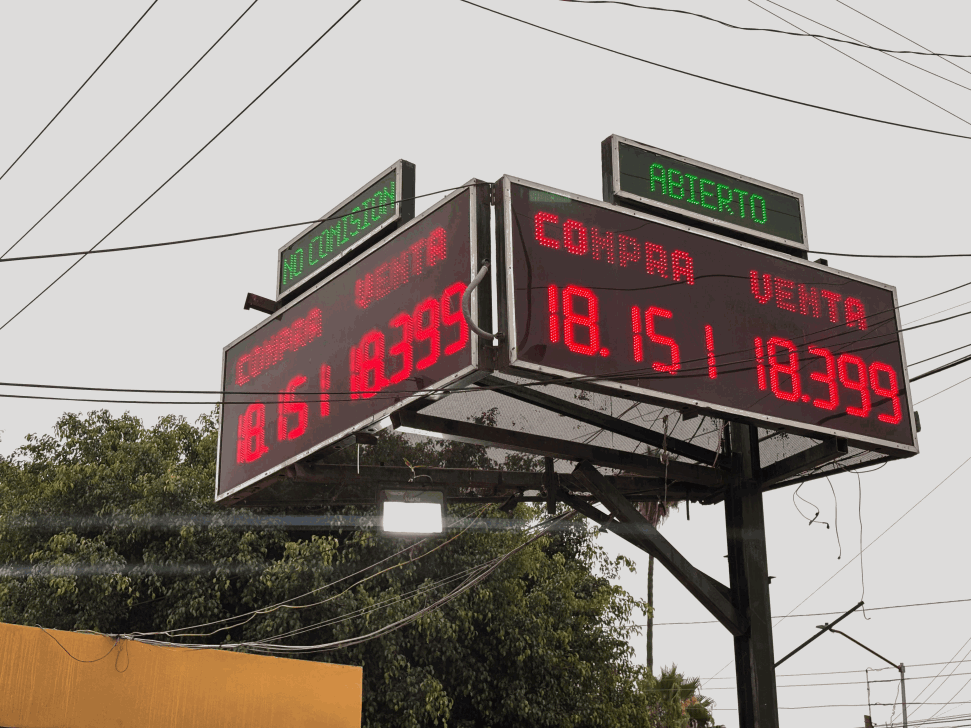 NO COMISION
COMPRA VENTA
18.151 18.399
ABIERTO
COMPRA VENTA
18.151 18.399